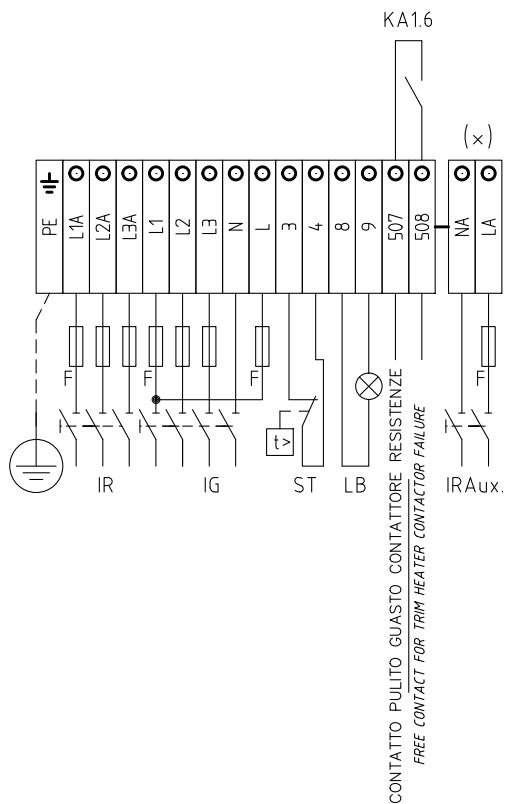 KA1.6
(×)
PE
L1A
L2A
L3A
L1
L2
L3
N
L
3
4
8
9
507
508
NA
LA
F
F
F
F
t>
IR
IG
ST
LB
IRAux.
CONTATTO PULITO GUASTO CONTATTORE RESISTENZE
FREE CONTACT FOR TRIM HEATER CONTACTOR FAILURE